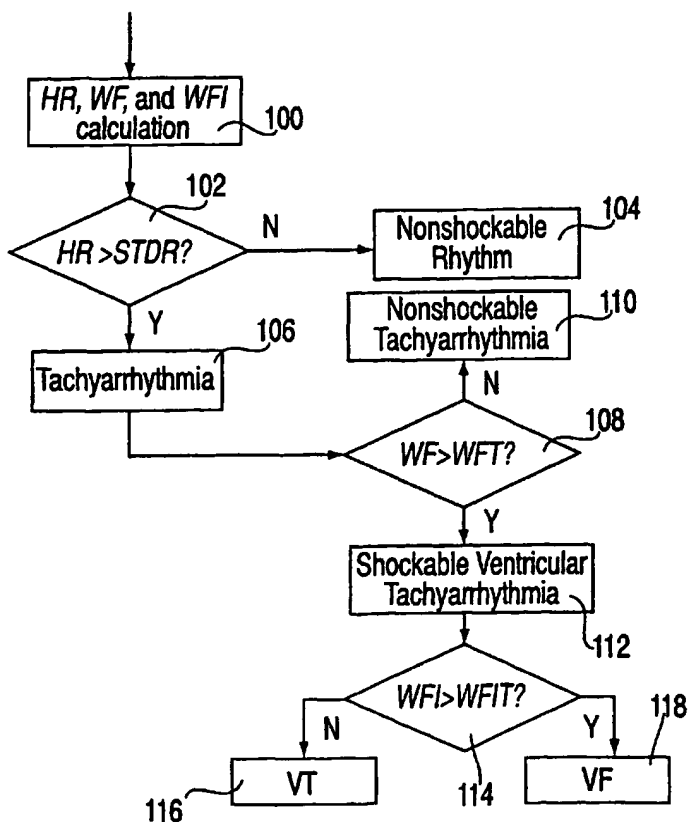 HR, WF, and WFI
calculation
100
102
HR>STDR?
N
Nonshockable
Rhythm
104
Y
106
Tachyarrhythmia
Nonshockable
Tachyarrhythmia
110
N
WF>WFT?
108
Y
Shockable Ventricular
Tachyarrhythmia
112
WFI>WFIT?
N
Y
114
VT
116
VF
118